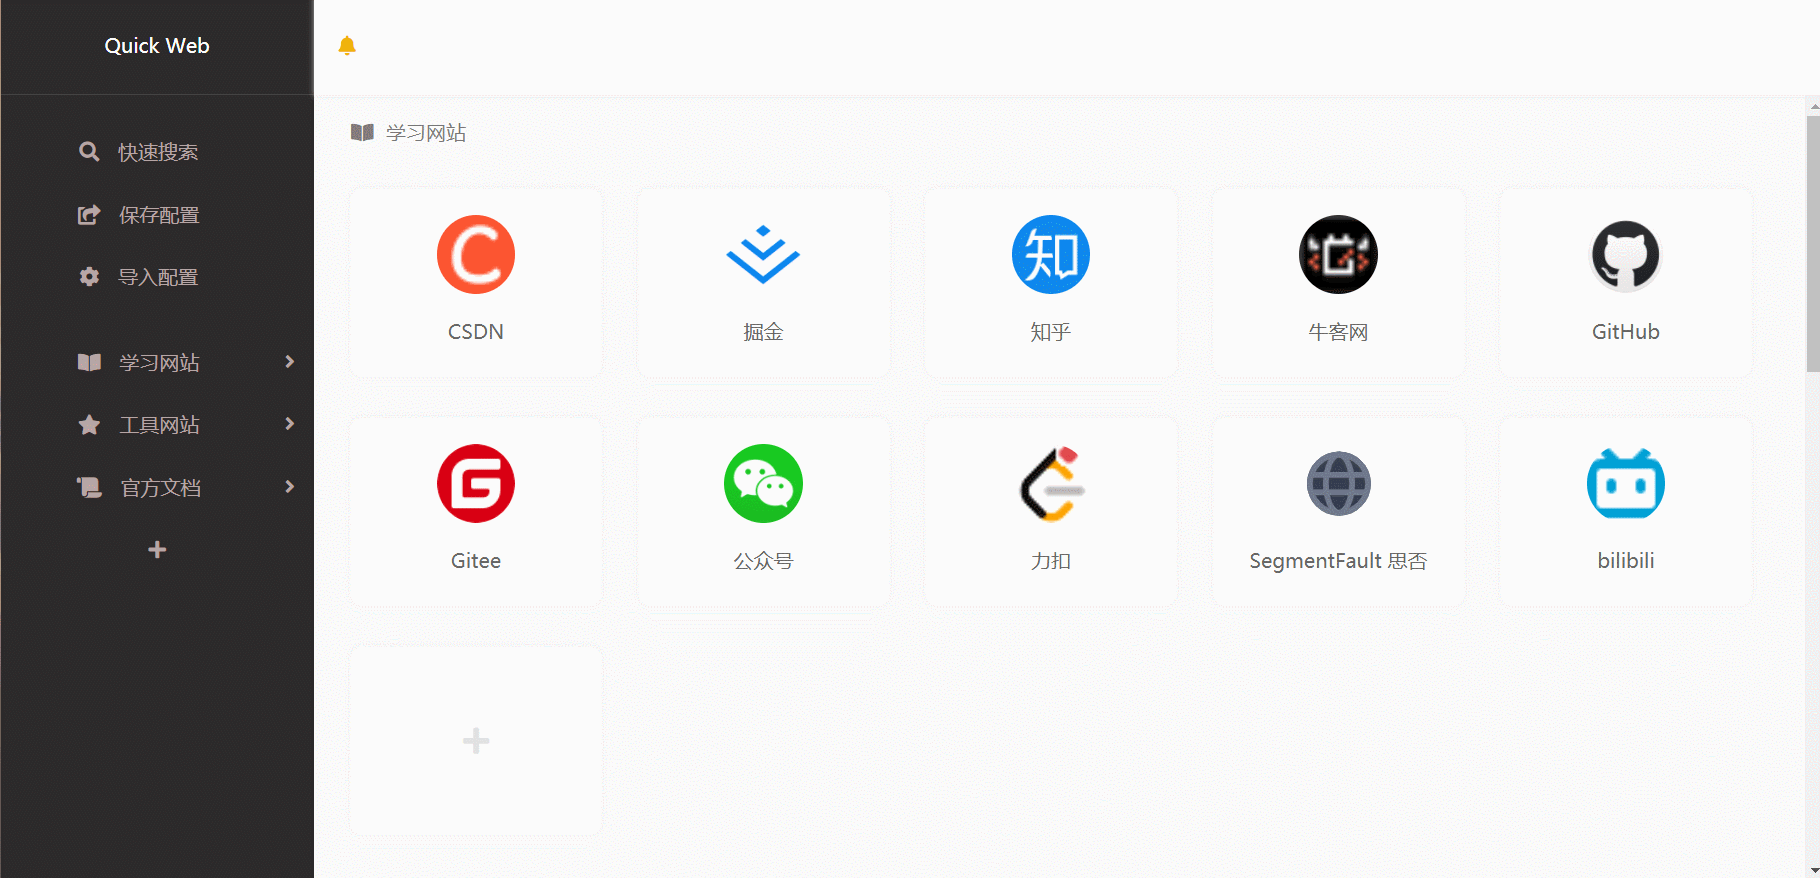 Quick Web
快速搜索
保存配置
导入配置
学习网站
工具网站
官方文档
学习网站
CSDN
掘金
知
知乎
牛客网
GitHub
Gitee
公众号
力扣
SegmentFault 思否
bilibili